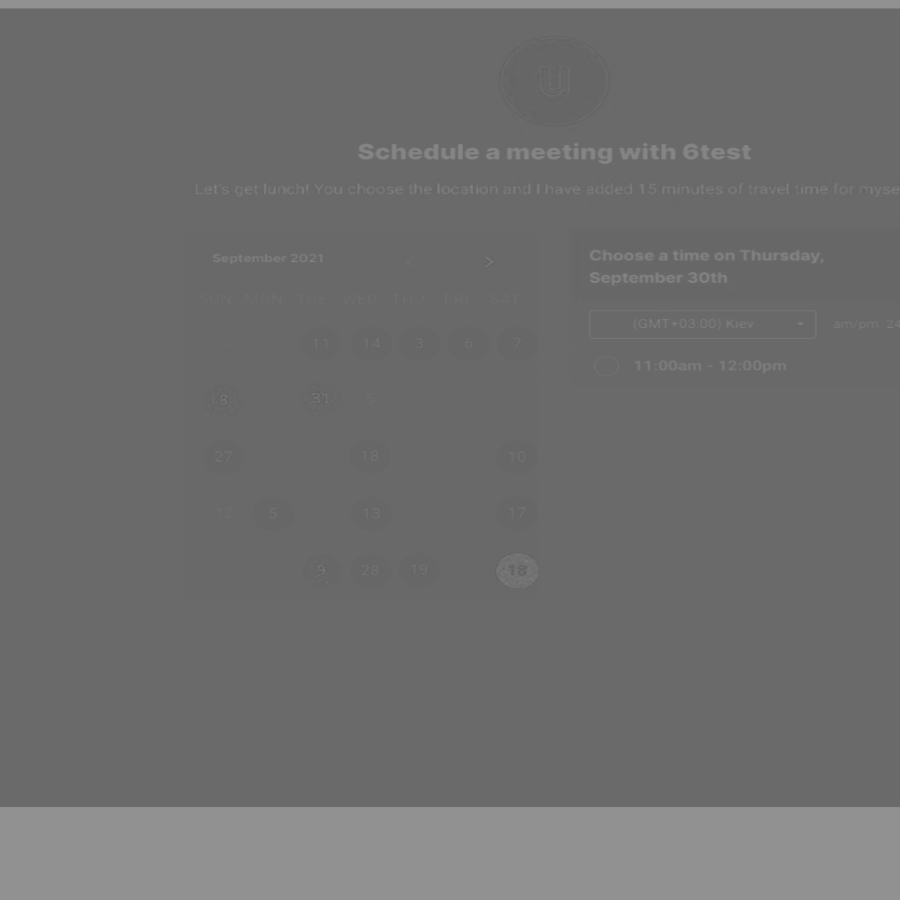 U
Schedule a meeting with 6test
Let's get lunch! You choose the location and I have added 15 minutes of travel time for myse
September 2021
< >
SUN MON TUE WED THU FRI SAT
11 14 3 6 7
8 31 5
27 18 10
12 5 13 17
9 28 19 18
Choose a time on Thursday,
September 30th
(GMT+03:00) Kiev
am/pm 24
11:00am - 12:00pm